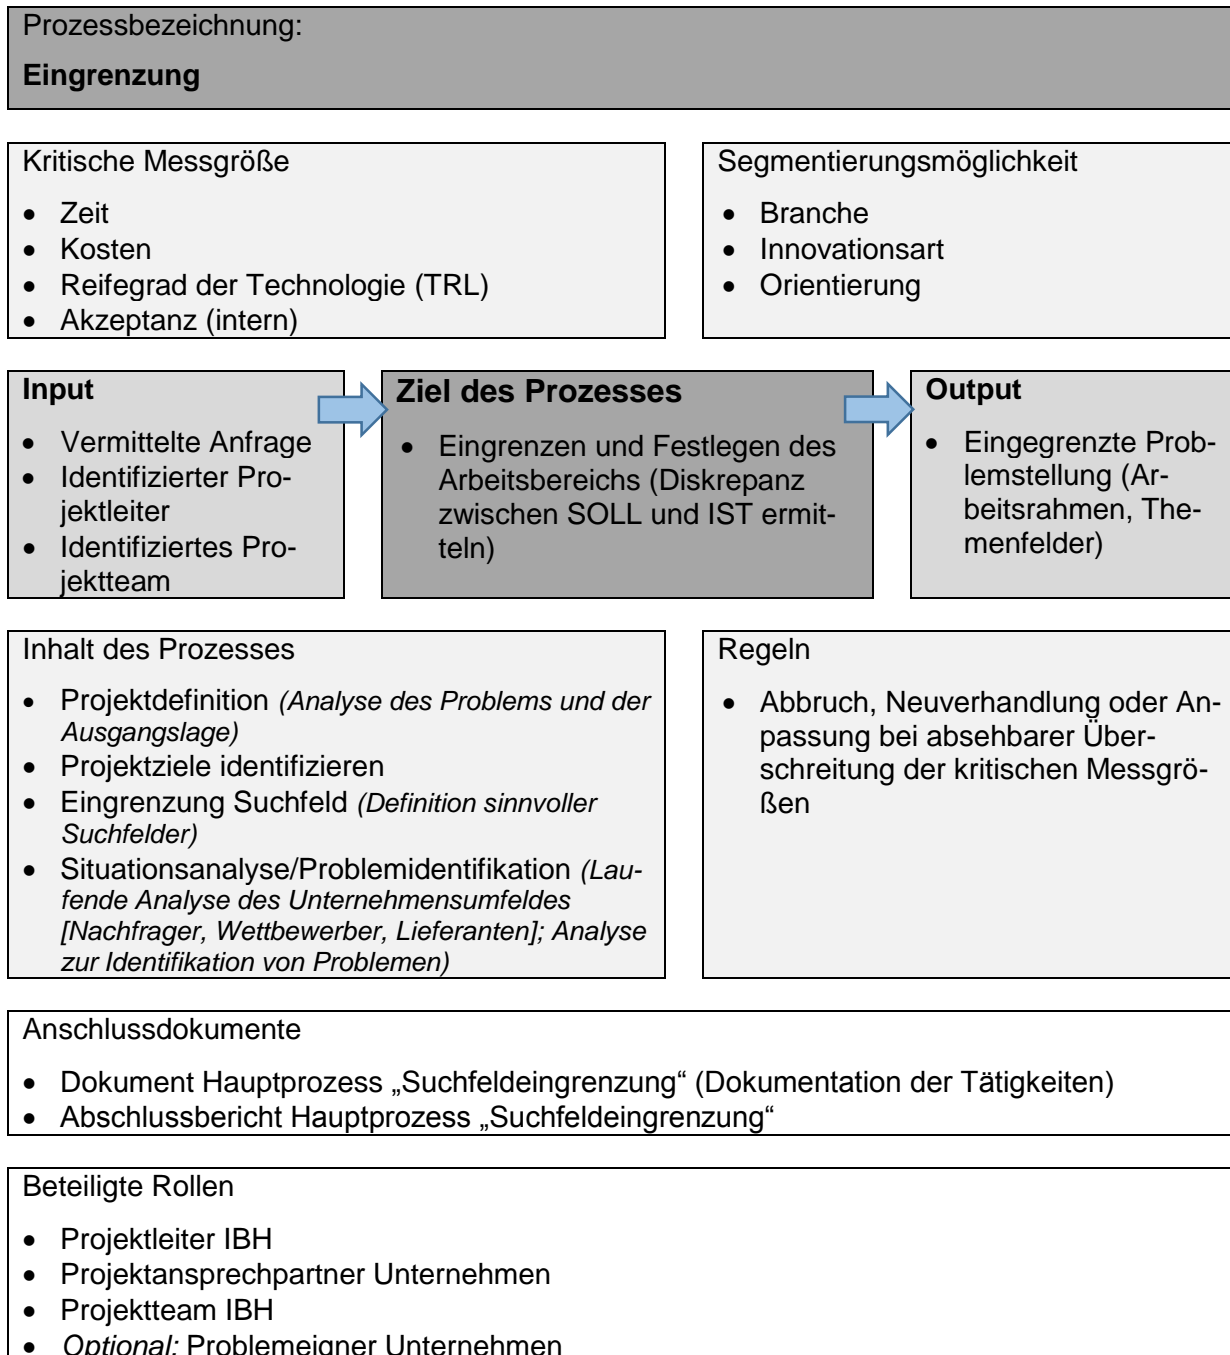 Prozessbezeichnung:
Eingrenzung
Kritische Messgröße
• Zeit
• Kosten
• Reifegrad der Technologie (TRL)
• Akzeptanz (intern)
Segmentierungsmöglichkeit
• Branche
• Innovationsart
• Orientierung
Input
• Vermittelte Anfrage
• Identifizierter Pro-
jektleiter
• Identifiziertes Pro-
jektteam
Ziel des Prozesses
• Eingrenzen und Festlegen des
Arbeitsbereichs (Diskrepanz
zwischen SOLL und IST ermit-
teln)
Output
• Eingegrenzte Prob-
lemstellung (Ar-
beitsrahmen, The-
menfelder)
Inhalt des Prozesses
• Projektdefinition (Analyse des Problems und der
Ausgangslage)
• Projektziele identifizieren
• Eingrenzung Suchfeld (Definition sinnvoller
Suchfelder)
• Situationsanalyse/Problemidentifikation (Lau-
fende Analyse des Unternehmensumfeldes
[Nachfrager, Wettbewerber, Lieferanten]; Analyse
zur Identifikation von Problemen)
Regeln
• Abbruch, Neuverhandlung oder An-
passung bei absehbarer Über-
schreitung der kritischen Messgrö-
ßen
Anschlussdokumente
• Dokument Hauptprozess „Suchfeldeingrenzung“ (Dokumentation der Tätigkeiten)
• Abschlussbericht Hauptprozess „Suchfeldeingrenzung“
Beteiligte Rollen
• Projektleiter IBH
• Projektansprechpartner Unternehmen
• Projektteam IBH
• Optional: Problemeigner Unternehmen